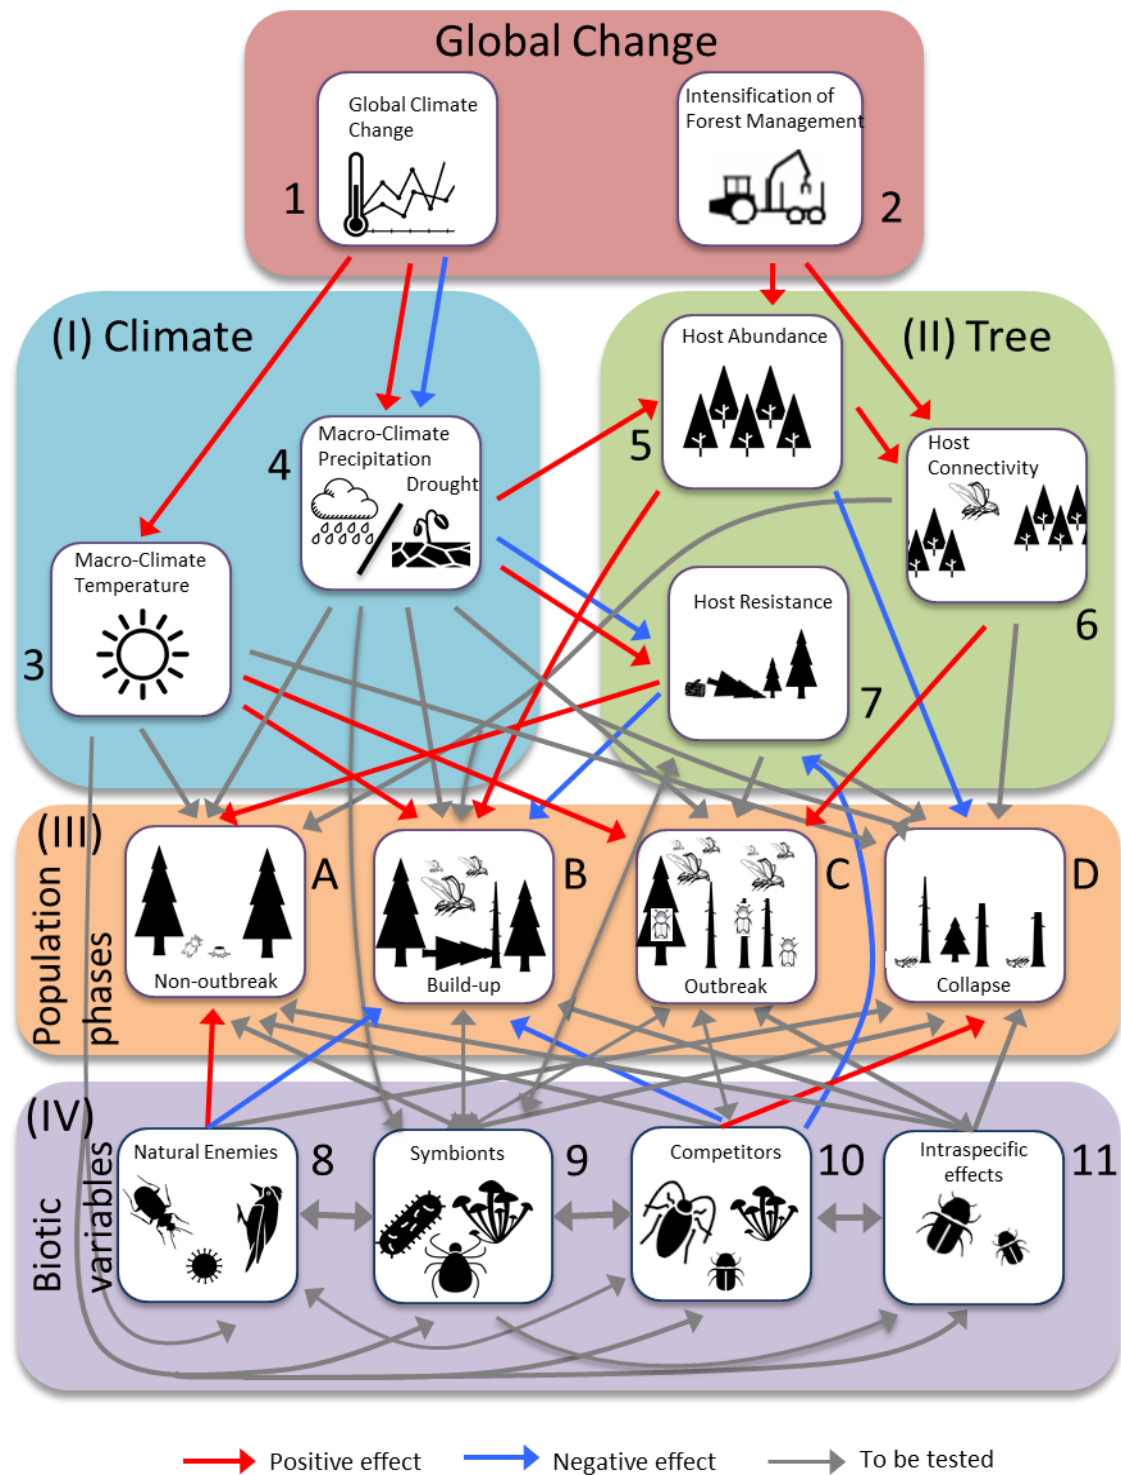 Global Change
Global Climate
Change
1
Intensification of
Forest Management
2
(I) Climate
(II) Tree
Host Abundance
5
Macro-Climate
Precipitation
Drought
4
Host
Connectivity
6
Macro-Climate
Temperature
3
Host Resistance
7
(III)
Population
phases
A
Non-outbreak
B
Build-up
C
Outbreak
D
Collapse
(IV)
Biotic
variables
Natural Enemies
8
Symbionts
9
Competitors
10
Intraspecific
effects
11
Positive effect
Negative effect
To be tested